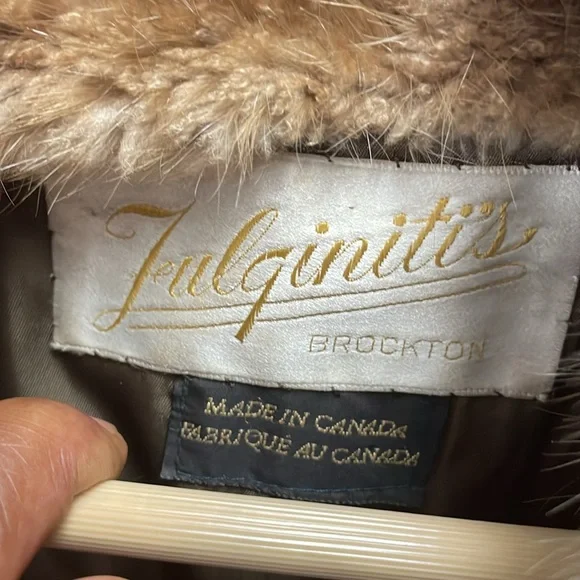 Fulginiti's
BROCKTON
MADE IN CANADA
FABRIQUÉ AU CANADA